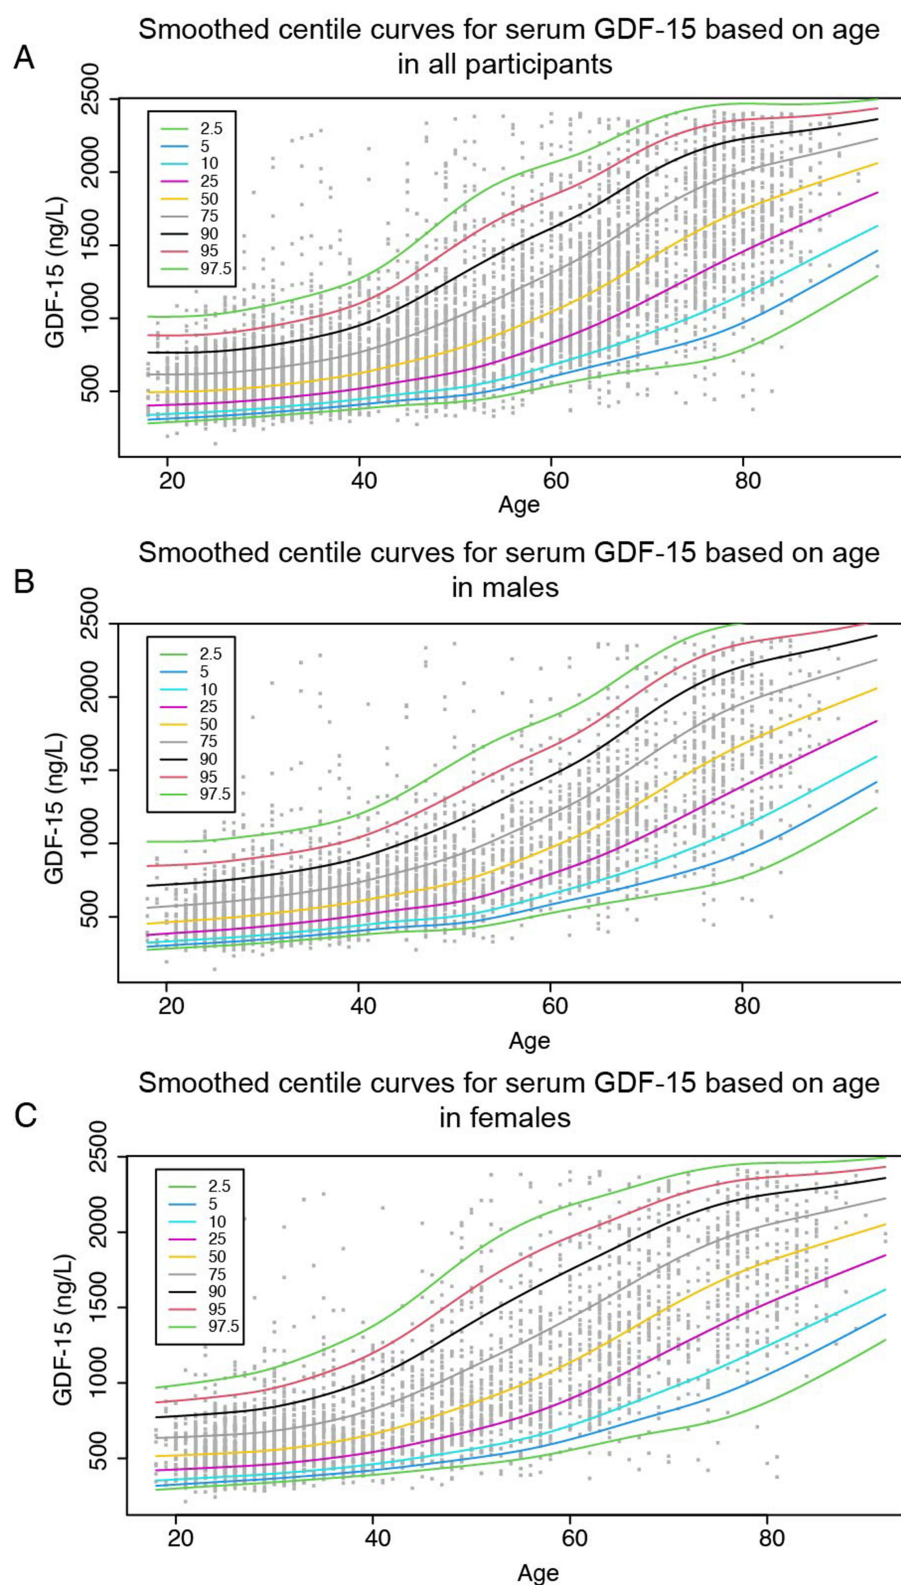 A
Smoothed centile curves for serum GDF-15 based on age
in all participants
GDF-15 (ng/L)
2500
2000
1500
1000
500
2.5
5
10
25
50
75
90
95
97.5
20 40 60 80
Age
B
Smoothed centile curves for serum GDF-15 based on age
in males
GDF-15 (ng/L)
2500
2000
1500
1000
500
2.5
5
10
25
50
75
90
95
97.5
20 40 60 80
Age
C
Smoothed centile curves for serum GDF-15 based on age
in females
GDF-15 (ng/L)
2500
2000
1500
1000
500
2.5
5
10
25
50
75
90
95
97.5
20 40 60 80
Age